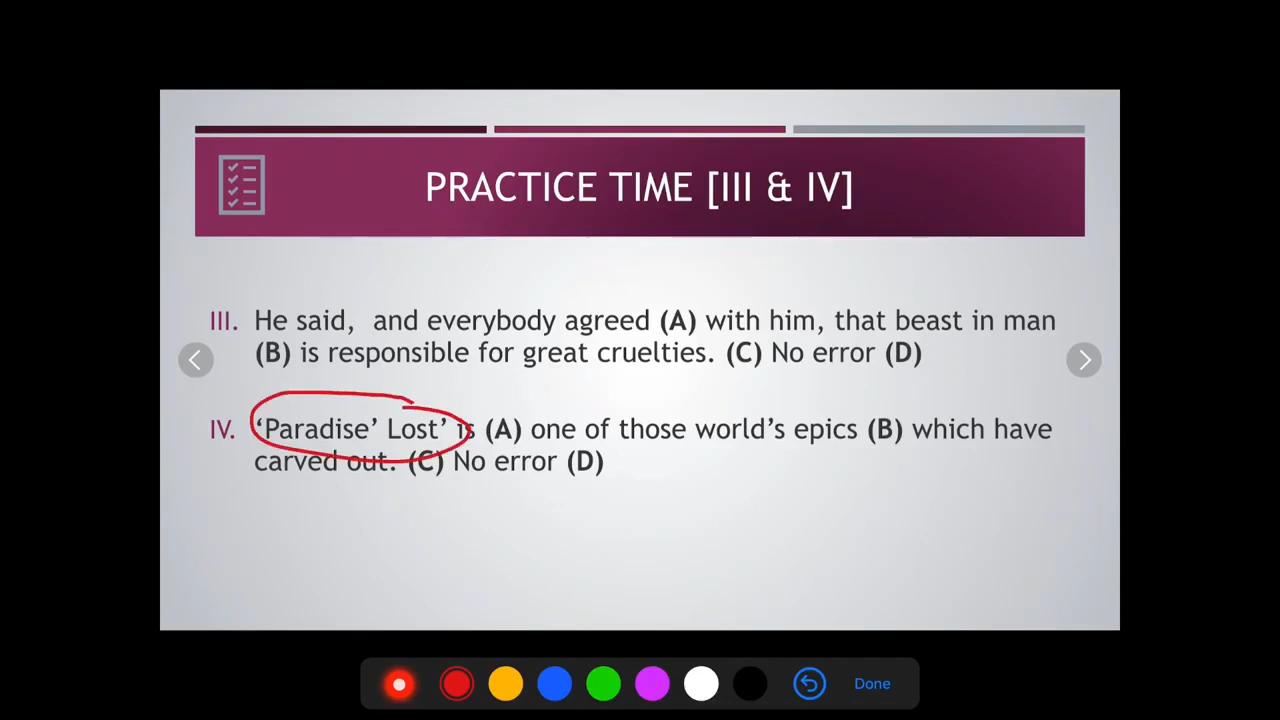 PRACTICE TIME [III & IV]
III. He said, and everybody agreed (A) with him, that beast in man
(B) is responsible for great cruelties. (C) No error (D)
IV. ‘Paradise’ Lost’ is (A) one of those world’s epics (B) which have
carved out. (C) No error (D)
Done